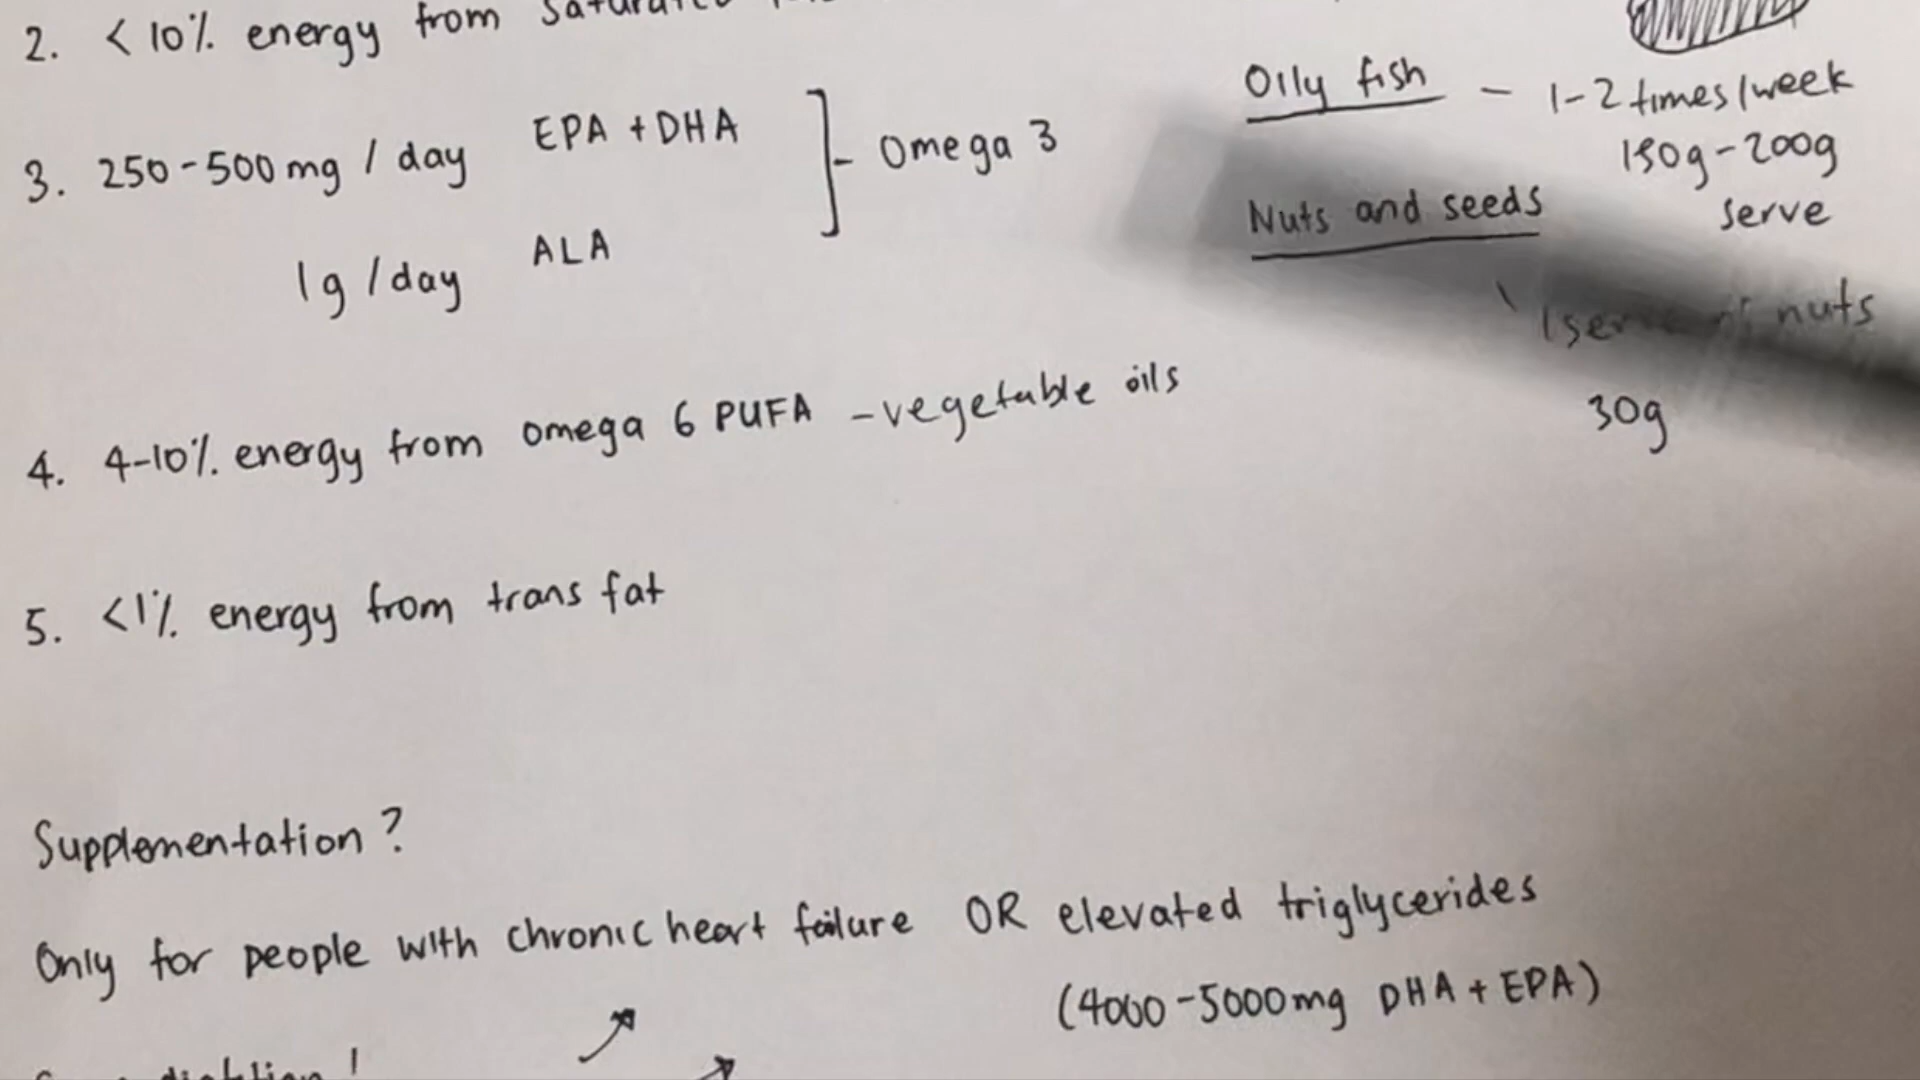 2. < 10% energy from saturated
3. 250-500mg / day EPA + DHA
1g / day ALA
Omega 3
Oily fish - 1-2 times/week
150g-200g
serve
Nuts and seeds
nuts
30g
4. 4-10% energy from omega 6 PUFA - vegetable oils
5. <1% energy from trans fat
Supplementation?
Only for people with chronic heart failure OR elevated triglycerides
(4000-5000mg DHA + EPA)